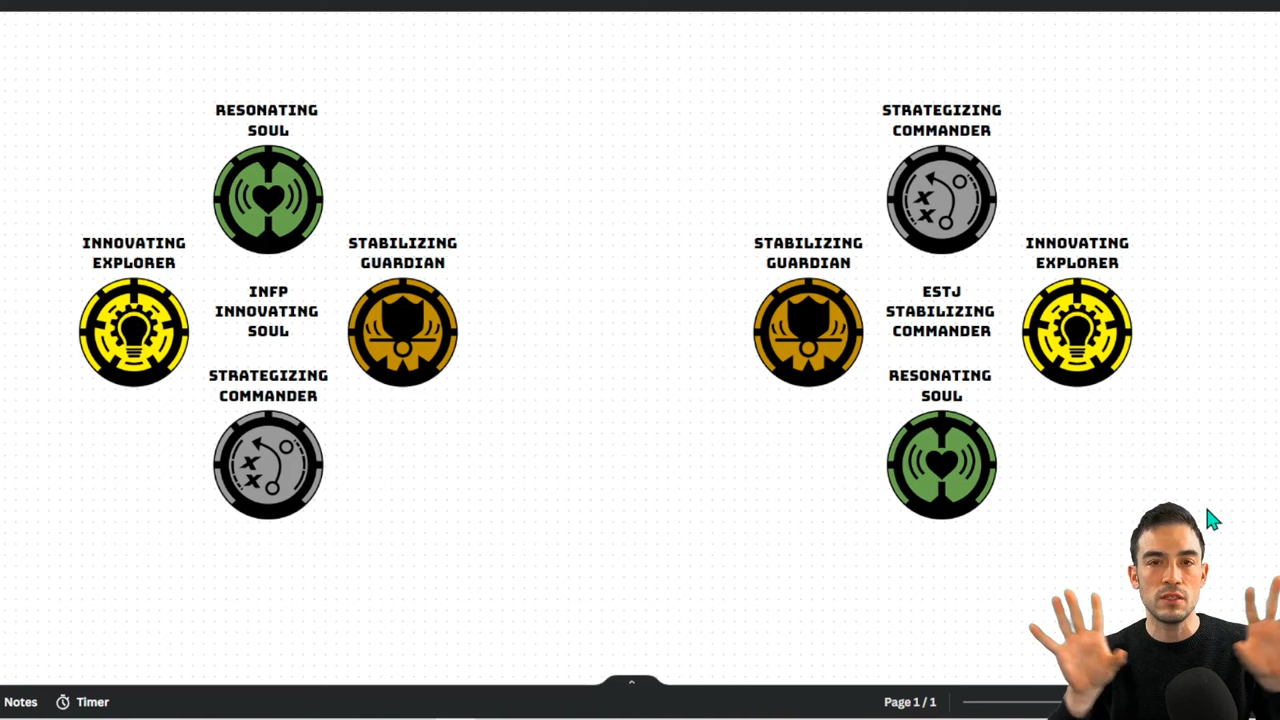 RESONATING
SOUL
INNOVATING
EXPLORER
STABILIZING
GUARDIAN
INFP
INNOVATING
SOUL
STRATEGIZING
COMMANDER
STRATEGIZING
COMMANDER
STABILIZING
GUARDIAN
INNOVATING
EXPLORER
ESTJ
STABILIZING
COMMANDER
RESONATING
SOUL
Notes
Timer
Page 1 / 1